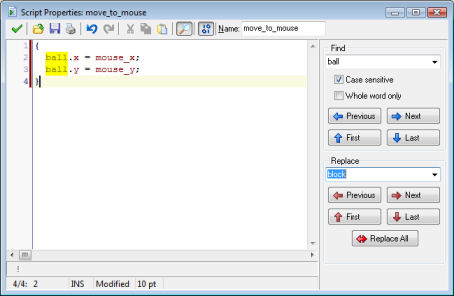 Script Properties: move_to_mouse
Name: move_to_mouse
1 {
2 ball.x = mouse_x;
3 ball.y = mouse_y;
4 }
Find
ball
Case sensitive
Whole word only
Previous Next
First Last
Replace
block
Previous Next
First Last
Replace All
!
4/4: 2 INS Modified 10 pt